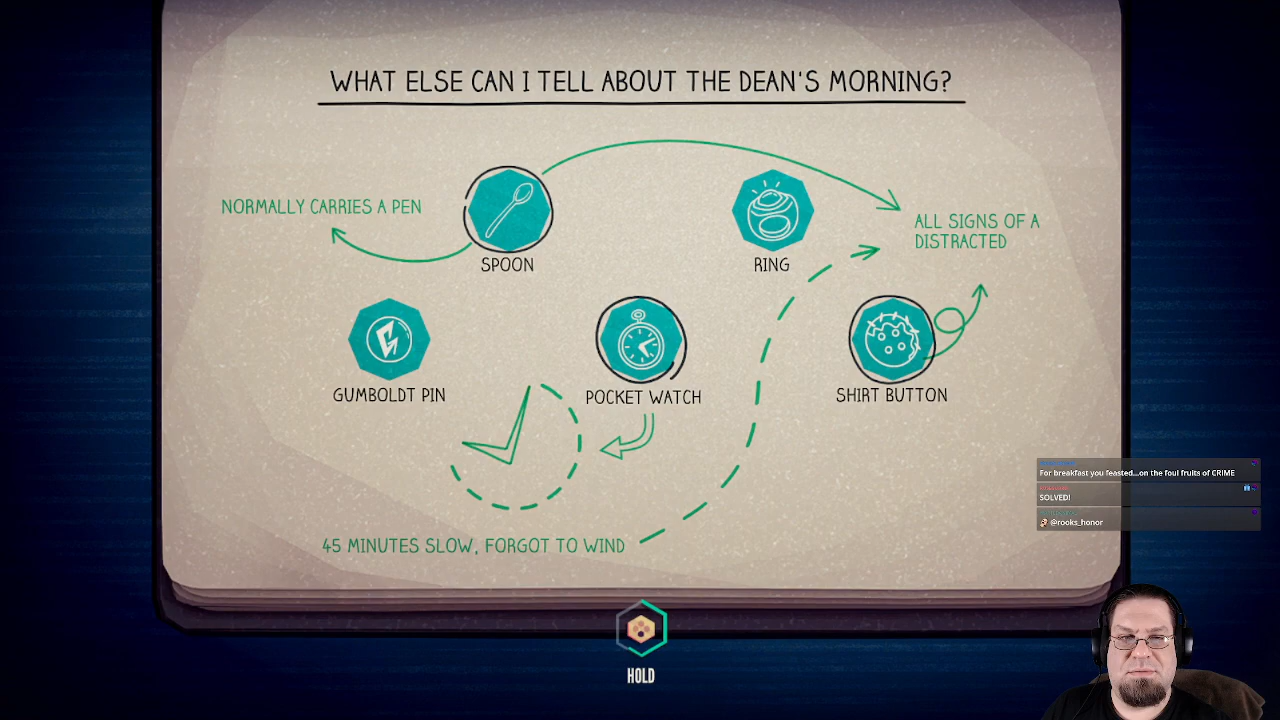 WHAT ELSE CAN I TELL ABOUT THE DEAN'S MORNING?
NORMALLY CARRIES A PEN
ALL SIGNS OF A
DISTRACTED
SPOON
RING
GUMBOLDT PIN
POCKET WATCH
SHIRT BUTTON
For breakfast you feasted...on the foul fruits of CRIME
SOLVED!
@rooks_honor
45 MINUTES SLOW, FORGOT TO WIND
HOLD